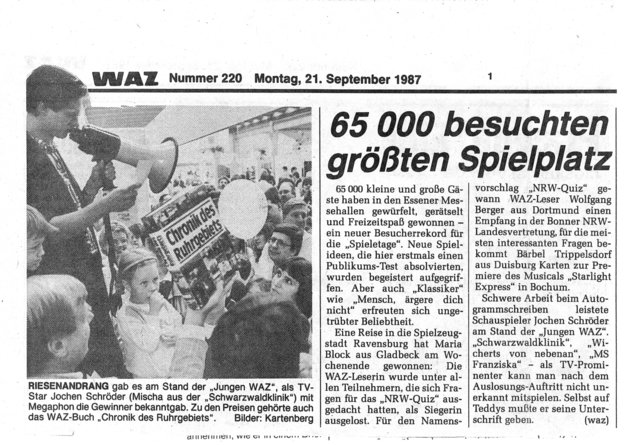 WAZ Nummer 220 Montag, 21. September 1987
1
Chronik des
Ruhrgebiets
RIESENANDRANG gab es am Stand der „Jungen WAZ“, als TV-
Star Jochen Schröder (Mischa aus der „Schwarzwaldklinik“) mit
Megaphon die Gewinner bekanntgab. Zu den Preisen gehörte auch
das WAZ-Buch „Chronik des Ruhrgebiets“. Bilder: Kartenberg
65 000 besuchten
größten Spielplatz
65 000 kleine und große Gä-
ste haben in den Essener Mes-
sehallen gewürfelt, gerätselt
und Freizeitspaß gewonnen –
ein neuer Besucherrekord für
die „Spieletage“. Neue Spiel-
ideen, die hier erstmals einen
Publikums-Test absolvierten,
wurden begeistert aufgegrif-
fen. Aber auch „Klassiker“
wie „Mensch, ärgere dich
nicht“ erfreuten sich unge-
trübter Beliebtheit.
Eine Reise in die Spielzeug-
stadt Ravensburg hat Maria
Block aus Gladbeck am Wo-
chenende gewonnen: Die
WAZ-Leserin wurde unter al-
len Teilnehmern, die sich Fra-
gen für das „NRW-Quiz“ aus-
gedacht hatten, als Siegerin
ausgelost. Für den Namens-
vorschlag „NRW-Quiz“ ge-
wann WAZ-Leser Wolfgang
Berger aus Dortmund einen
Empfang in der Bonner NRW-
Landesvertretung, für die mei-
sten interessanten Fragen be-
kommt Bärbel Trippelsdorf
aus Duisburg Karten zur Pre-
miere des Musicals „Starlight
Express“ in Bochum.
Schwere Arbeit beim Auto-
grammschreiben leistete
Schauspieler Jochen Schröder
am Stand der „Jungen WAZ“.
„Schwarzwaldklinik“, „Wi-
cherts von nebenan“, „MS
Franziska“ – als TV-Promi-
nenter kann man nach dem
Auslosungs-Auftritt nicht un-
erkannt mitspielen. Selbst auf
Teddys mußte er seine Unter-
schrift geben. (waz)